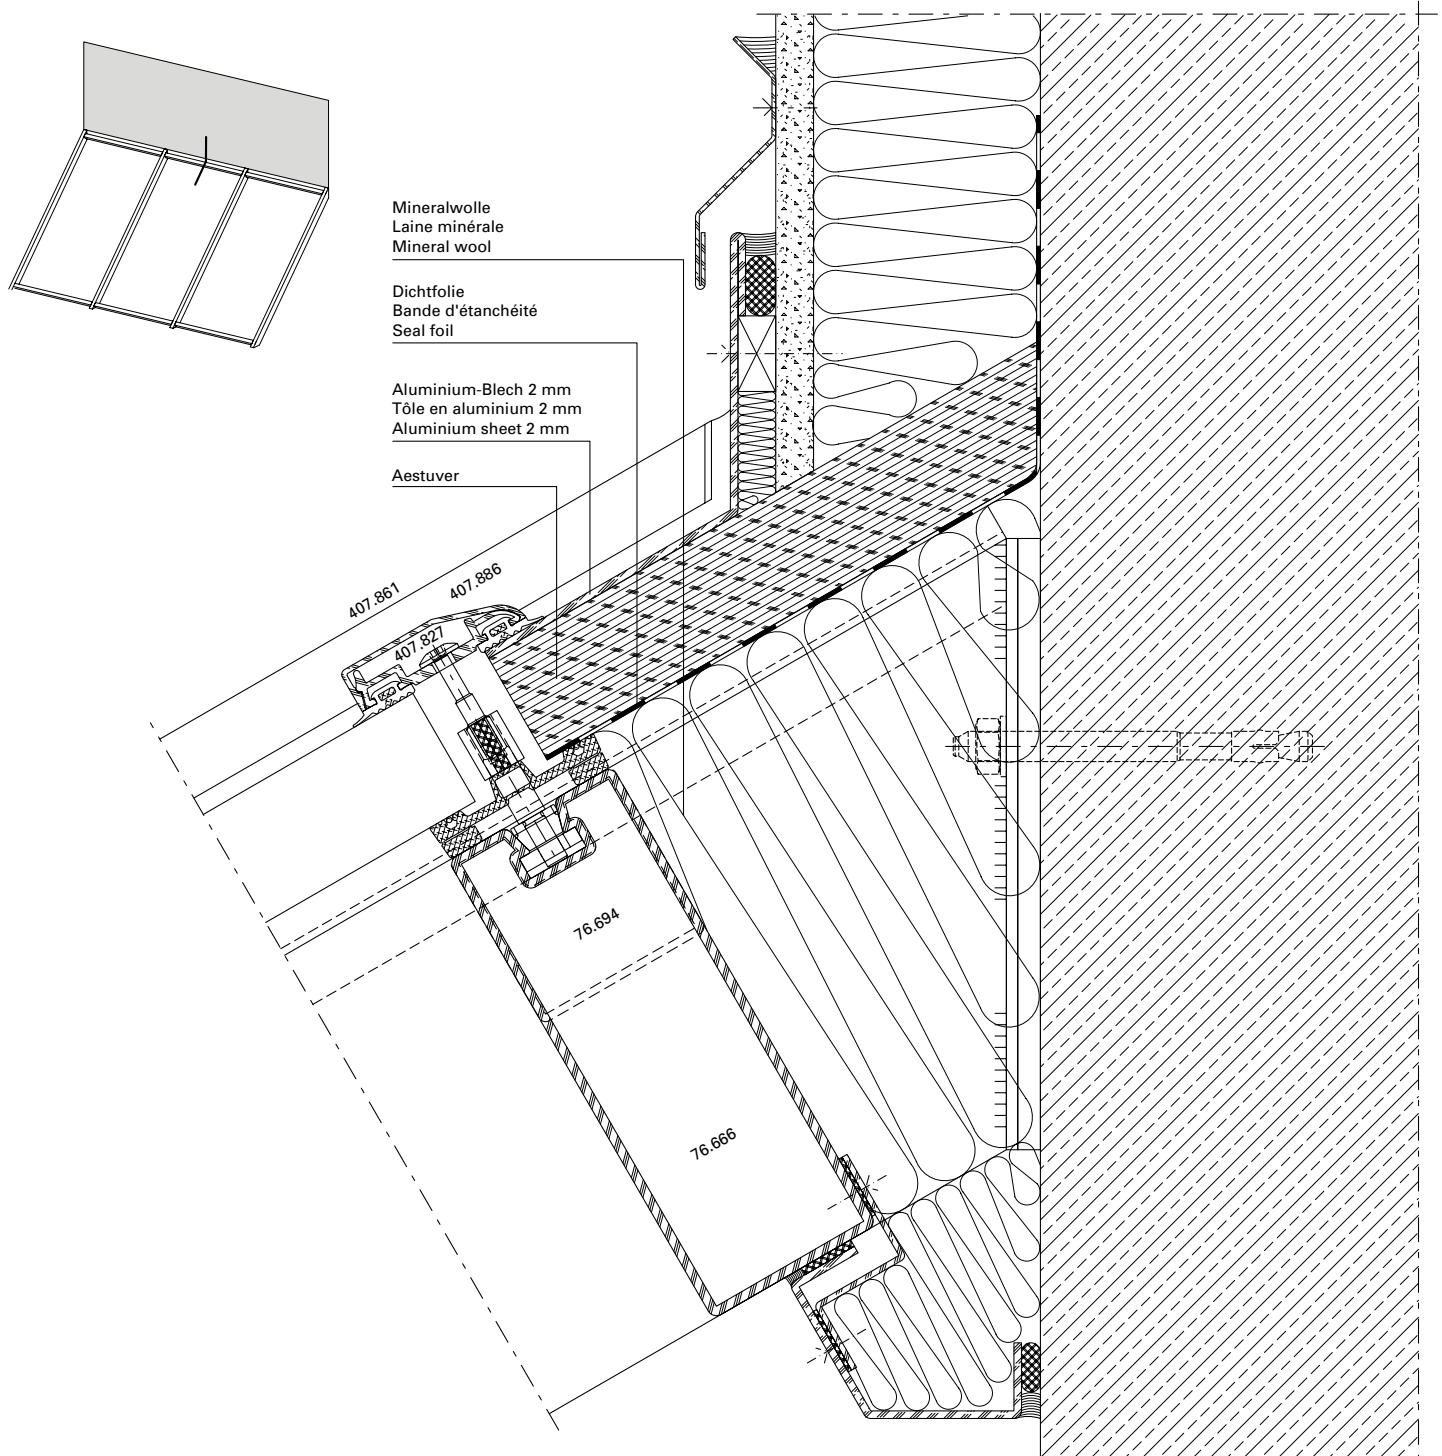 Mineralwolle
Laine minérale
Mineral wool
Dichtfolie
Bande d'étanchéité
Seal foil
Aluminium-Blech 2 mm
Tôle en aluminium 2 mm
Aluminium sheet 2 mm
Aestuver
407.861
407.886
407.827
76.694
76.666